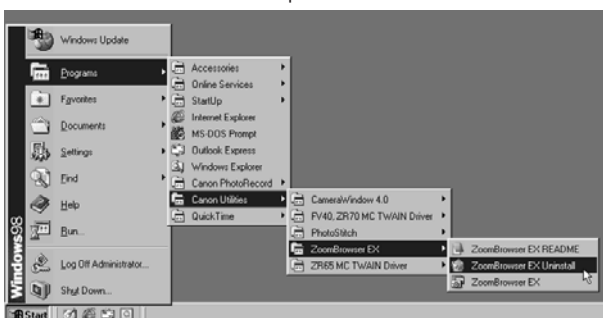 Windows Update
Programs
Favorites
Documents
Settings
Find
Help
Run...
Log Off Administrator...
Shut Down...
Windows98
Start
Accessories
Online Services
StartUp
Internet Explorer
MS-DOS Prompt
Outlook Express
Windows Explorer
Canon PhotoRecord
Canon Utilities
QuickTime
CameraWindow 4.0
FV40, ZR70 MC TWAIN Driver
PhotoStitch
ZoomBrowser EX
ZR65 MC TWAIN Driver
ZoomBrowser EX README
ZoomBrowser EX Uninstall
ZoomBrowser EX